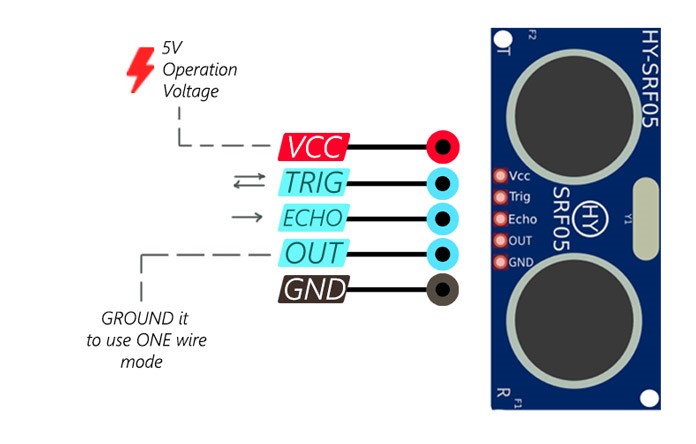 5V
Operation
Voltage
VCC
TRIG
ECHO
OUT
GND
GROUND it
to use ONE wire
mode
T
F2
HY-SRF05
Vcc
Trig
Echo
OUT
GND
SRF05
HY
Y1
R
F1